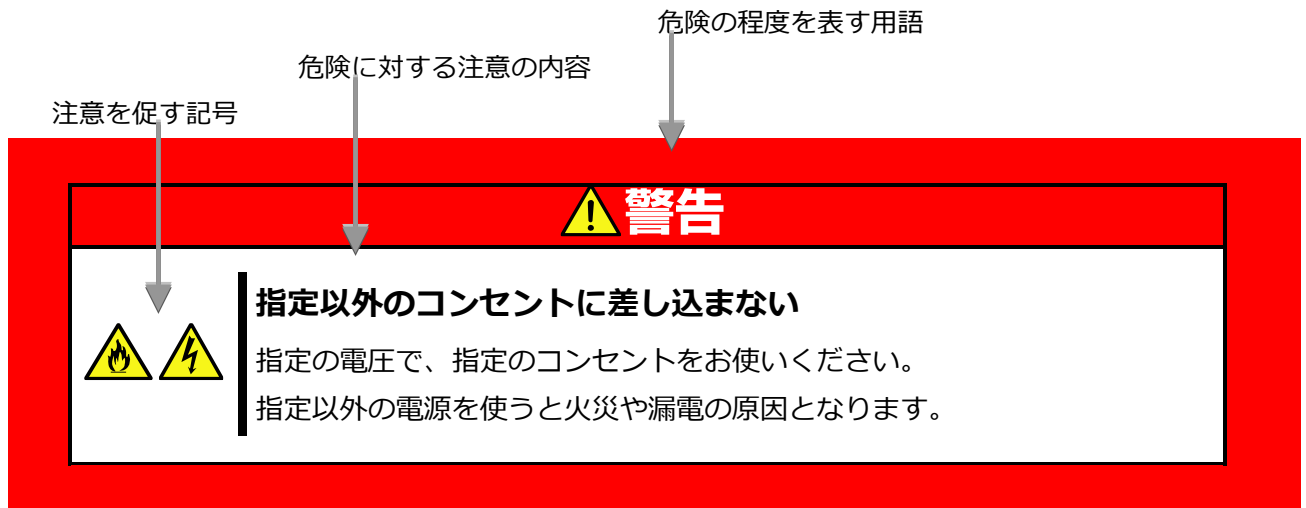 危険の程度を表す用語
危険に対する注意の内容
注意を促す記号
警告
指定以外のコンセントに差し込まない
指定の電圧で、指定のコンセントをお使いください。
指定以外の電源を使うと火災や漏電の原因となります。